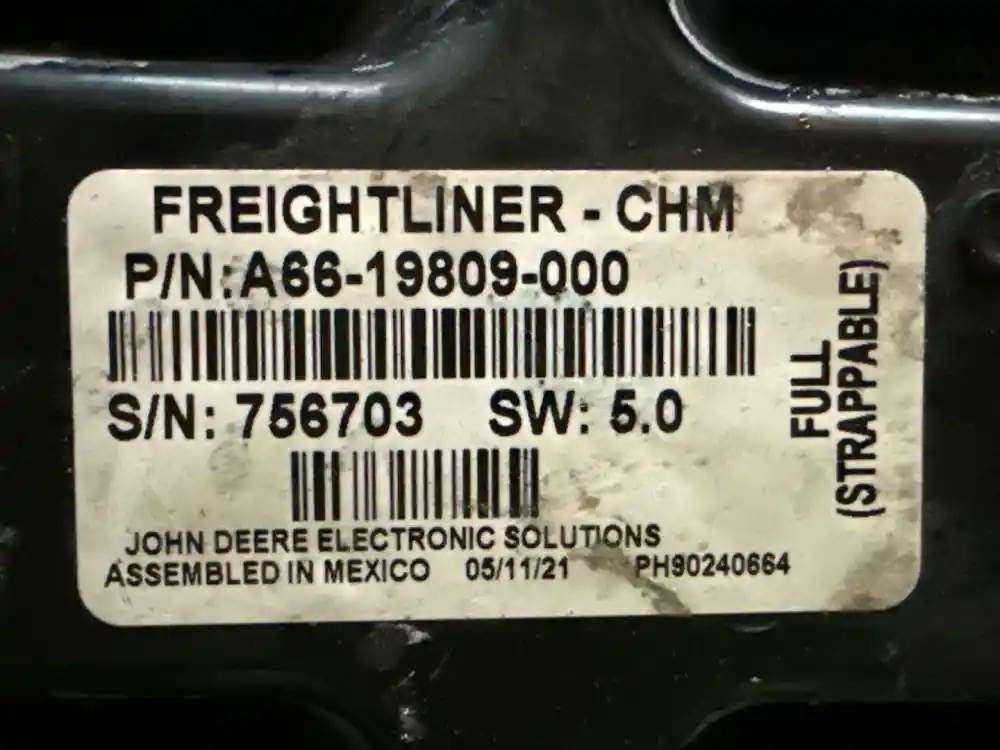 FREIGHTLINER - CHM
P/N: A66-19809-000
S/N: 756703 SW: 5.0
JOHN DEERE ELECTRONIC SOLUTIONS
ASSEMBLED IN MEXICO 05/11/21 PH90240664
FULL
(STRAPPABLE)